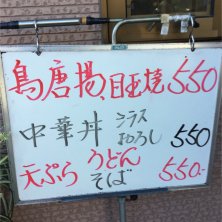 鳥唐揚、目玉焼 550
中華丼 シラス おろし 550
天ぷら うどん そば 550.-